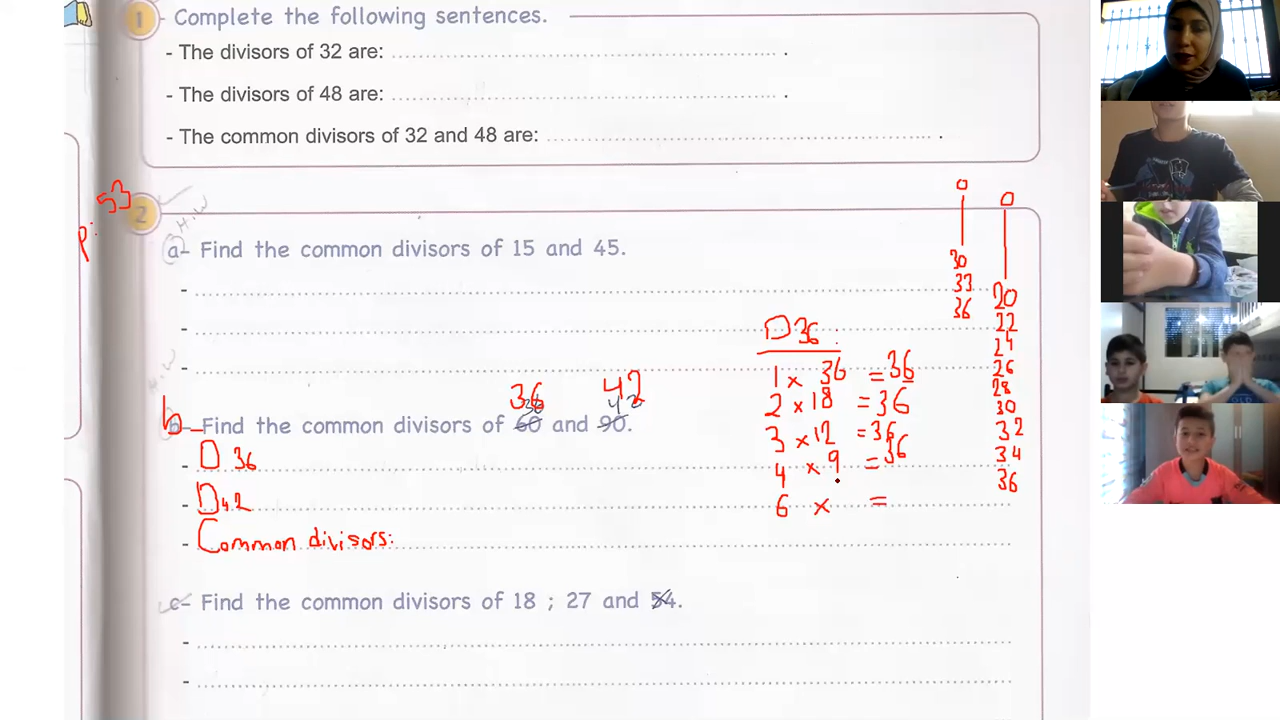 1 Complete the following sentences.
- The divisors of 32 are: .
- The divisors of 48 are: .
- The common divisors of 32 and 48 are: .
p: 53
2
H.W
a- Find the common divisors of 15 and 45.
-
-
-
H.W
36 42
b- Find the common divisors of 60 and 90.
- D 36
- D 42
- Common divisors:
c- Find the common divisors of 18 ; 27 and 54.
-
-
D 36 :
1 x 36 = 36
2 x 18 = 36
3 x 12 = 36
4 x 9 = 36
6 x =
0
30
33
36
0
20
22
24
26
28
30
32
34
36